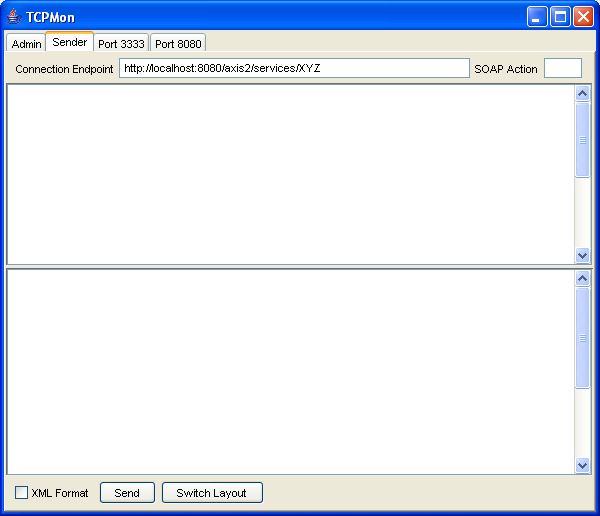 TCPMon
Admin Sender Port 3333 Port 8080
Connection Endpoint http://localhost:8080/axis2/services/XYZ SOAP Action
XML Format Send Switch Layout